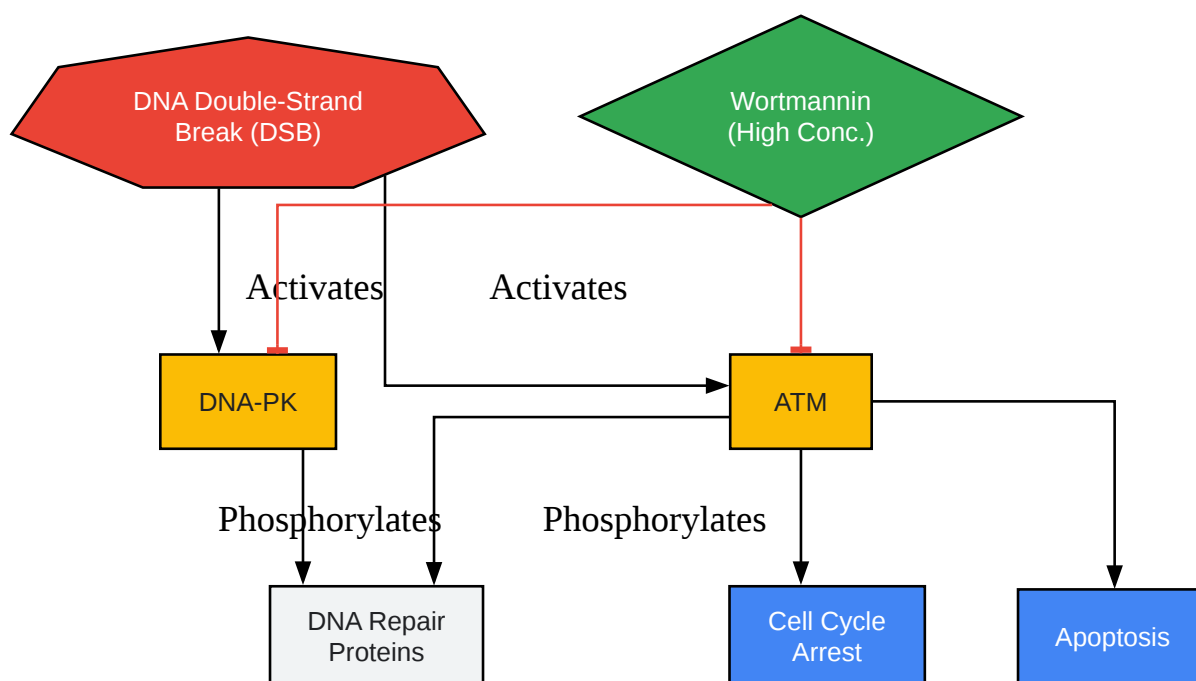 DNA Double-Strand
Break (DSB)
Wortmannin
(High Conc.)
Activates
Activates
DNA-PK
ATM
Phosphorylates
Phosphorylates
DNA Repair
Proteins
Cell Cycle
Arrest
Apoptosis